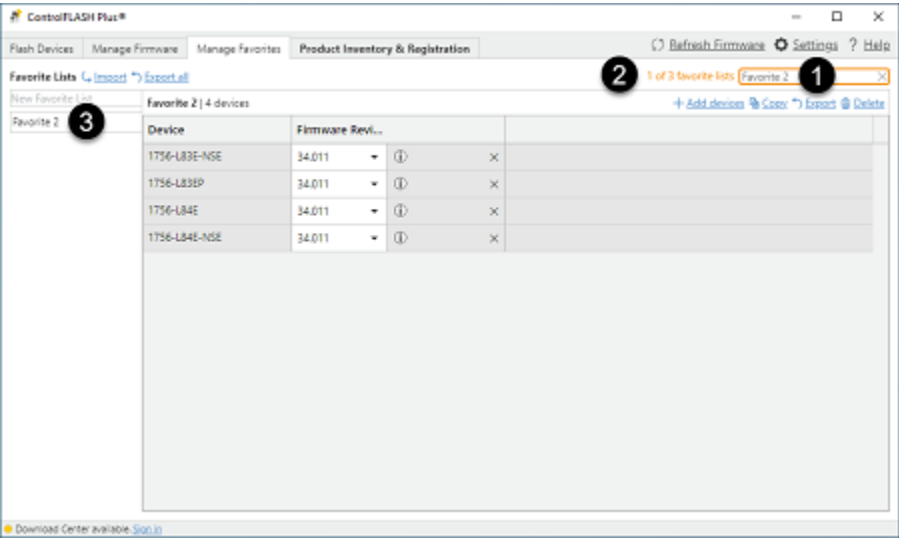 ControlFLASH Plus®
Flash Devices Manage Firmware Manage Favorites Product Inventory & Registration Refresh Firmware Settings ? Help
Favorite Lists Import Export all 2 1 of 3 favorite lists Favorite 2 1
New Favorite List Favorite 2 | 4 devices + Add devices Copy Export Delete
Favorite 2 3
Device Firmware Revi...
1756-L83E-NSE 34.011
1756-L83EP 34.011
1756-L84E 34.011
1756-L84E-NSE 34.011
Download Center available. Sign in